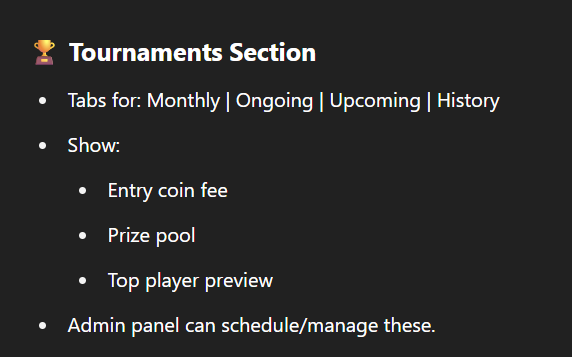 🏆 Tournaments Section
• Tabs for: Monthly | Ongoing | Upcoming | History
• Show:
• Entry coin fee
• Prize pool
• Top player preview
• Admin panel can schedule/manage these.